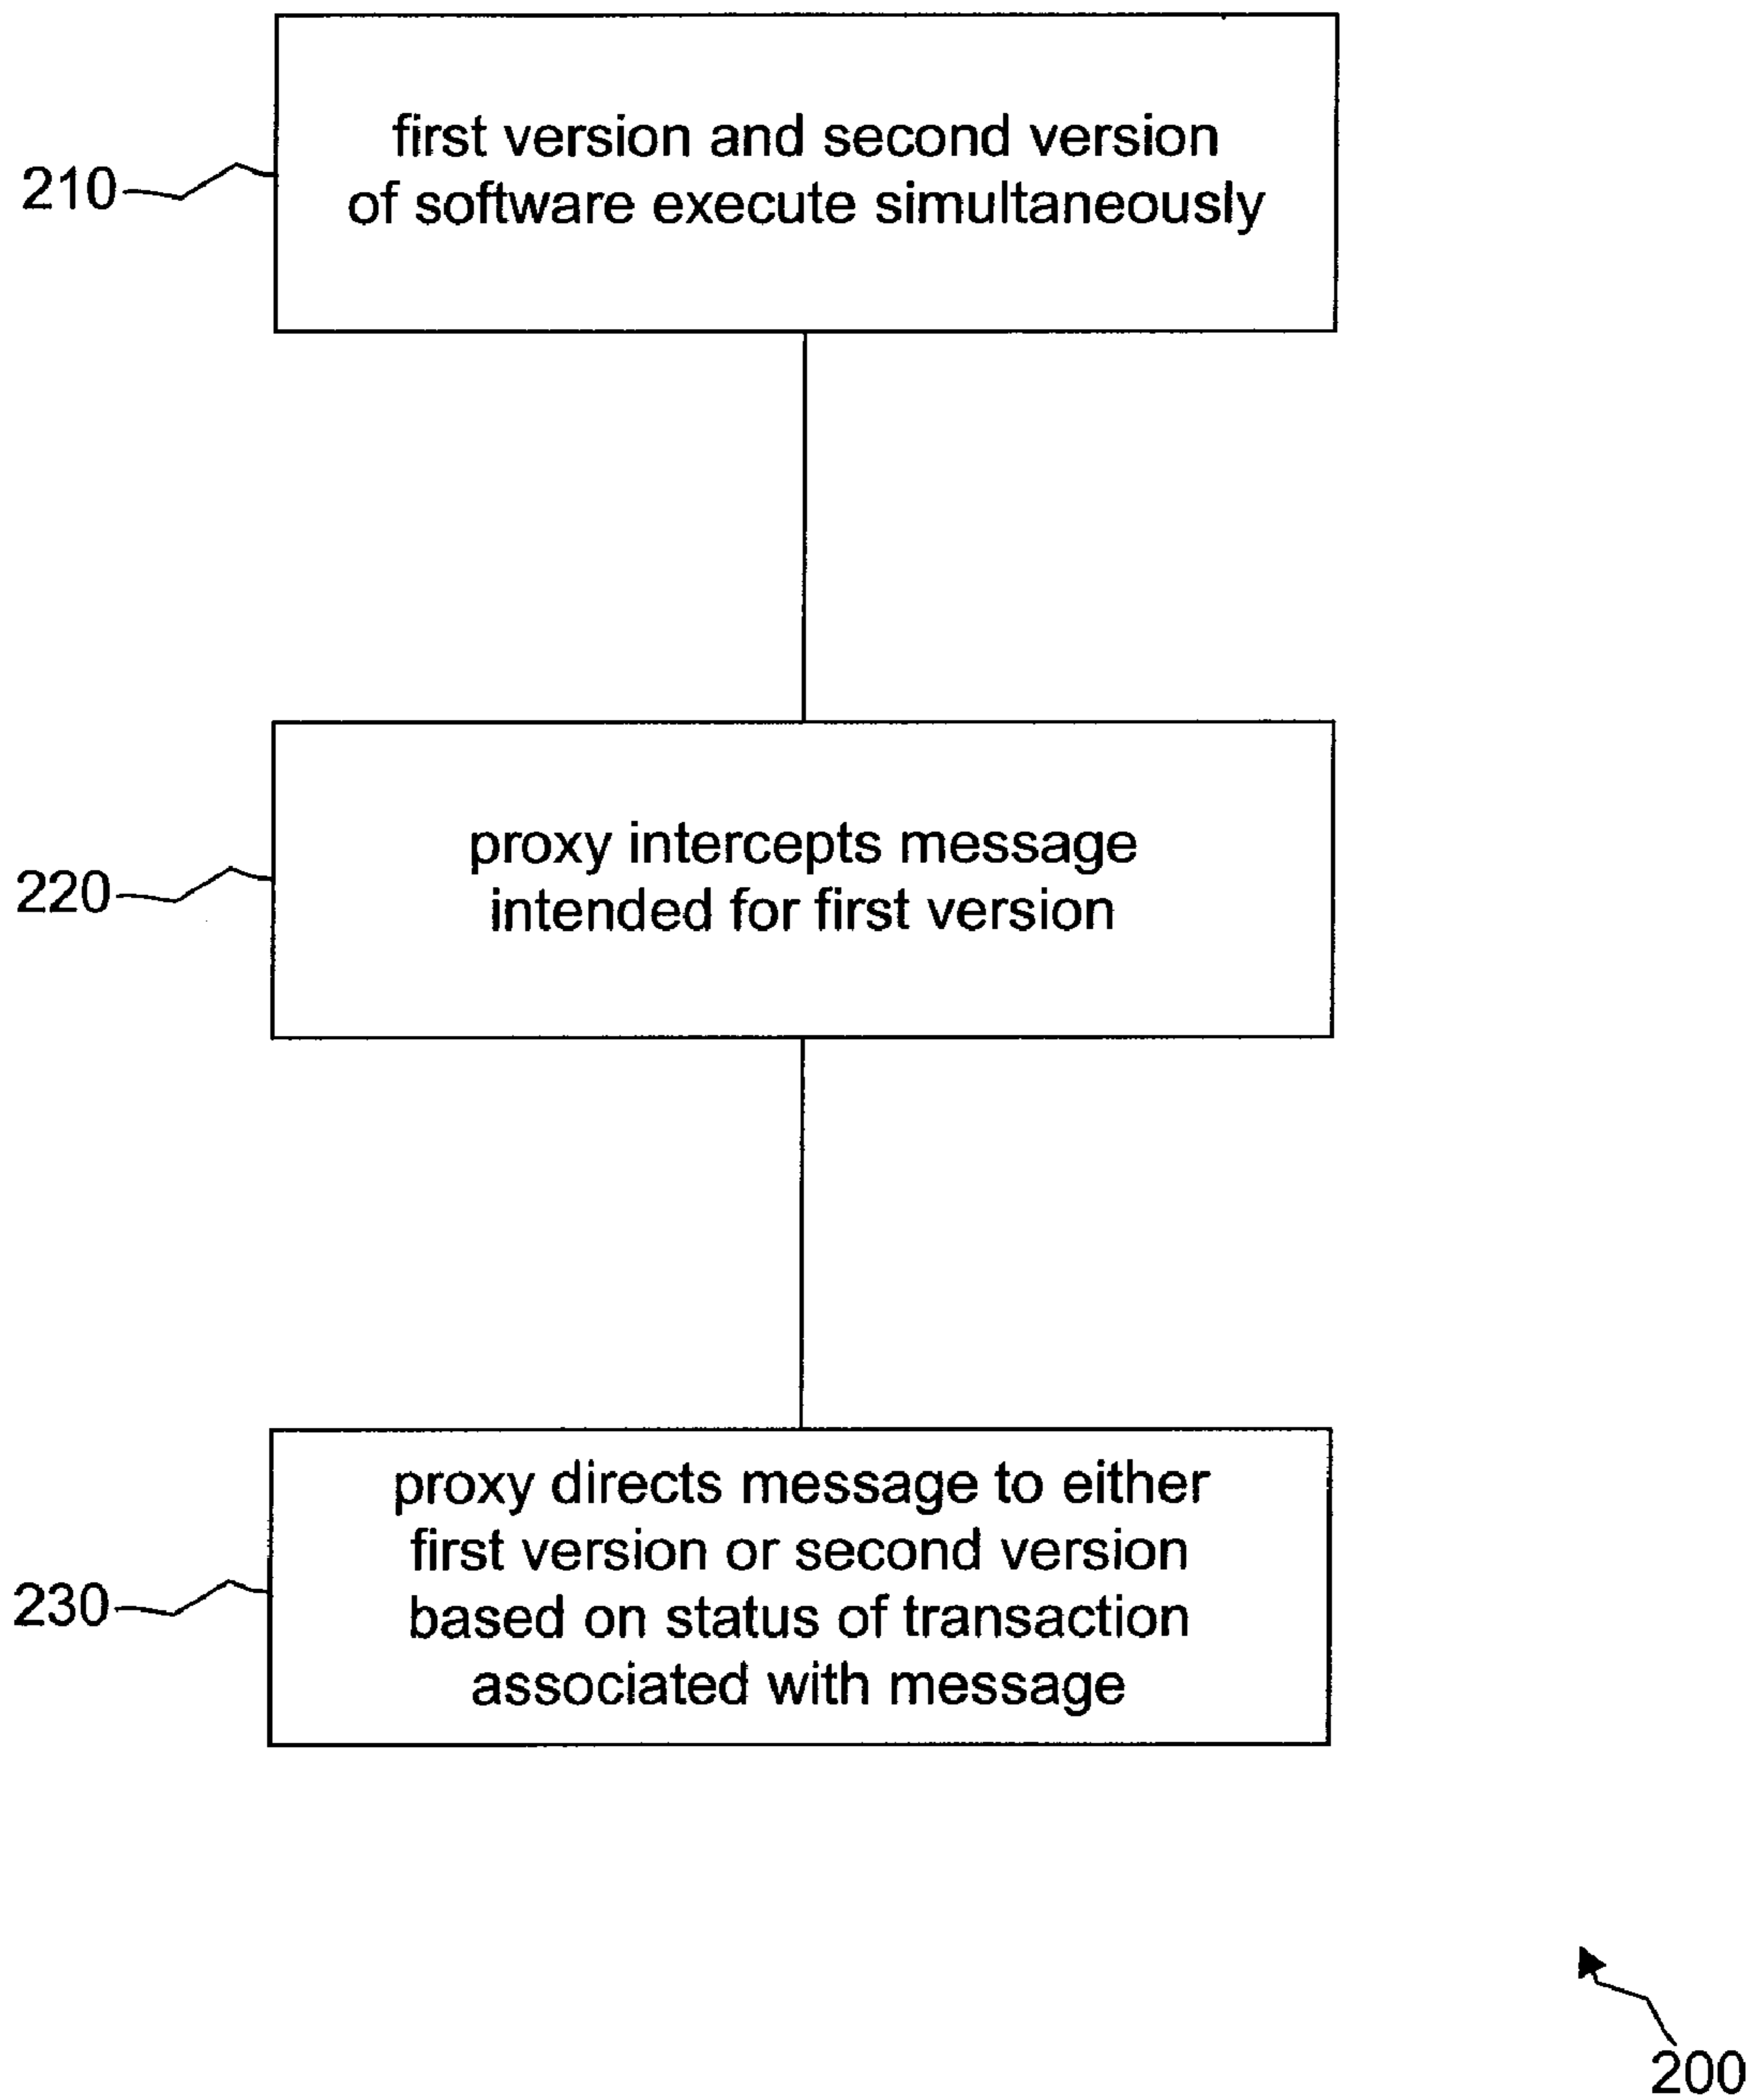 first version and second version
of software execute simultaneously
210
proxy intercepts message
intended for first version
220
proxy directs message to either
first version or second version
based on status of transaction
associated with message
230
200